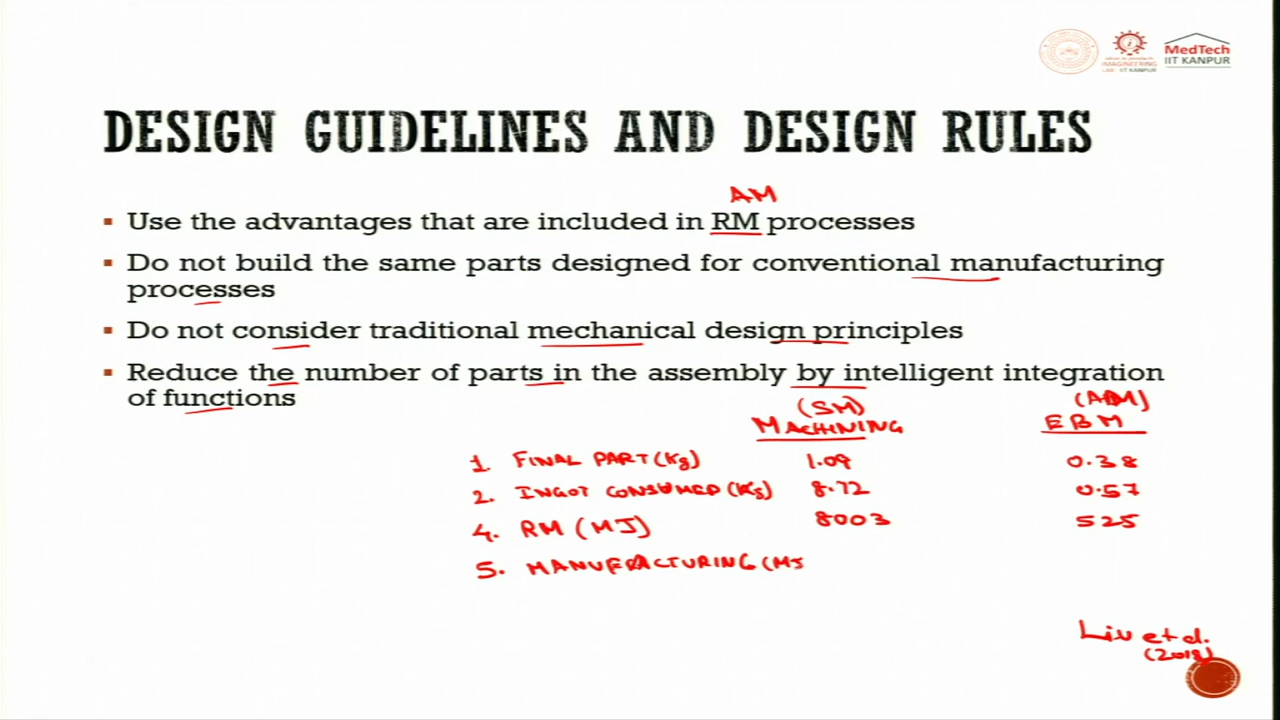 MedTech
IMAGINEERING
LAB : IIT KANPUR
IIT KANPUR
DESIGN GUIDELINES AND DESIGN RULES
AM
▪ Use the advantages that are included in RM processes
▪ Do not build the same parts designed for conventional manufacturing
processes
▪ Do not consider traditional mechanical design principles
▪ Reduce the number of parts in the assembly by intelligent integration
of functions
(SM) (AM)
MACHINING EBM
1. FINAL PART (Kg) 1.09 0.38
2. INGOT CONSUMED (Kg) 8.72 0.57
4. RM (MJ) 8003 525
5. MANUFACTURING (MJ
Liu et al.
(2018)